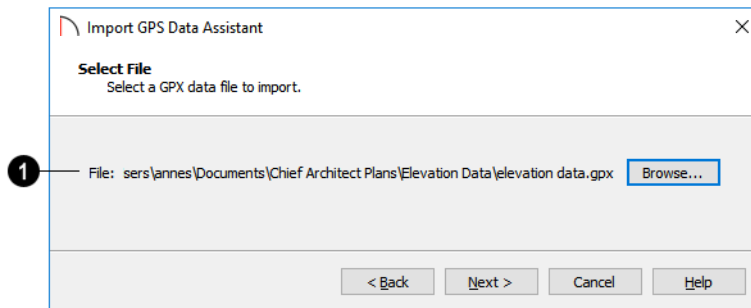 Import GPS Data Assistant
Select File
Select a GPX data file to import.
1
File: sers\annes\Documents\Chief Architect Plans\Elevation Data\elevation data.gpx Browse...
< Back Next > Cancel Help